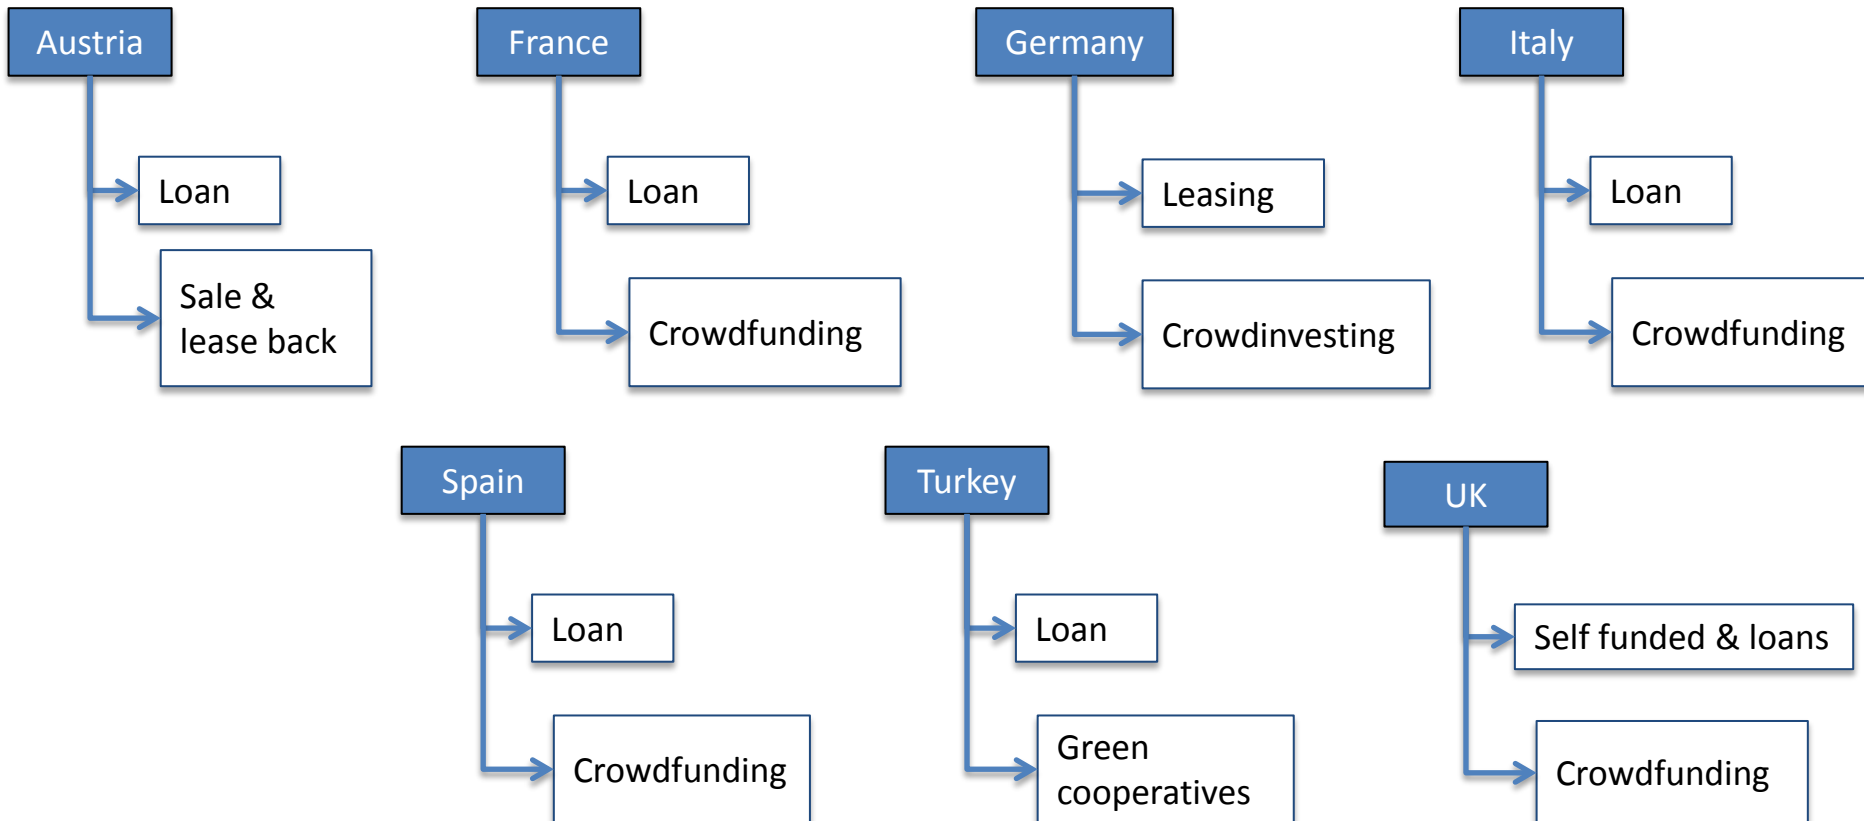 Austria
Loan
Sale &
lease back
France
Loan
Crowdfunding
Germany
Leasing
Crowdinvesting
Italy
Loan
Crowdfunding
Spain
Loan
Crowdfunding
Turkey
Loan
Green
cooperatives
UK
Self funded & loans
Crowdfunding